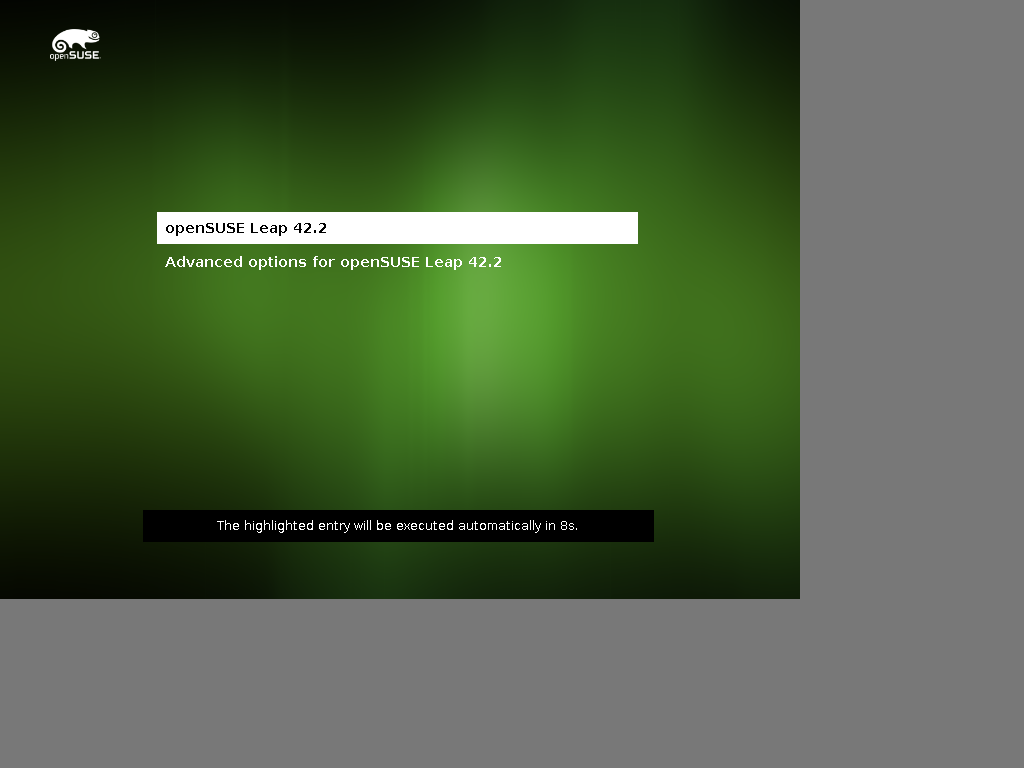 openSUSE
openSUSE Leap 42.2
Advanced options for openSUSE Leap 42.2
The highlighted entry will be executed automatically in 8s.